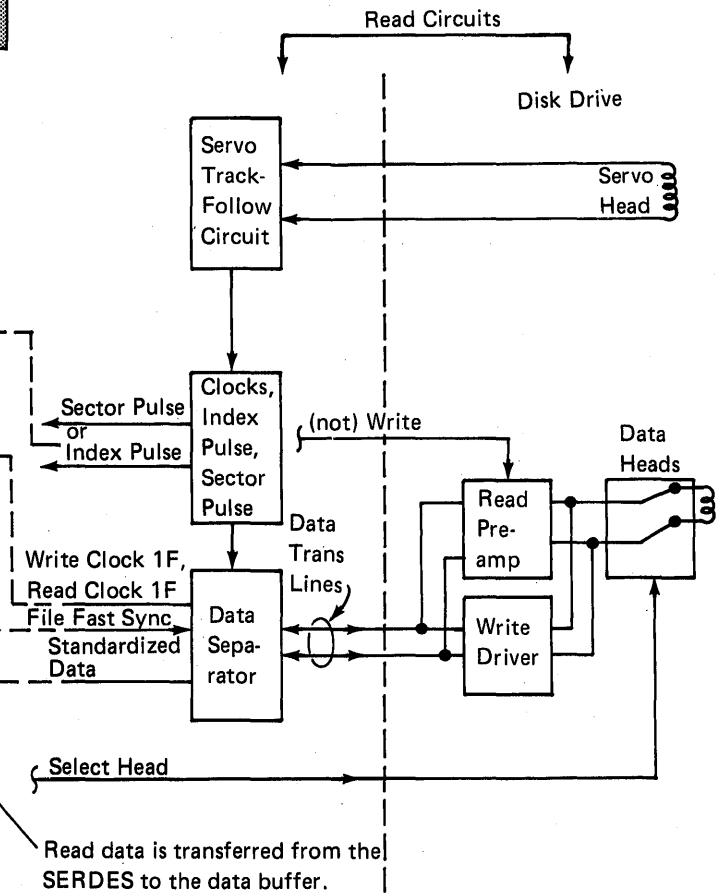 Read Circuits
Disk Drive
Servo
Track-
Follow
Circuit
Servo
Head
Clocks,
Index
Pulse,
Sector
Pulse
Sector Pulse
or
Index Pulse
(not) Write
Data
Heads
Read
Pre-
amp
Data
Trans
Lines
Write Clock 1F,
Read Clock 1F
File Fast Sync
Standardized
Data
Data
Sepa-
rator
Write
Driver
Select Head
Read data is transferred from the
SERDES to the data buffer.